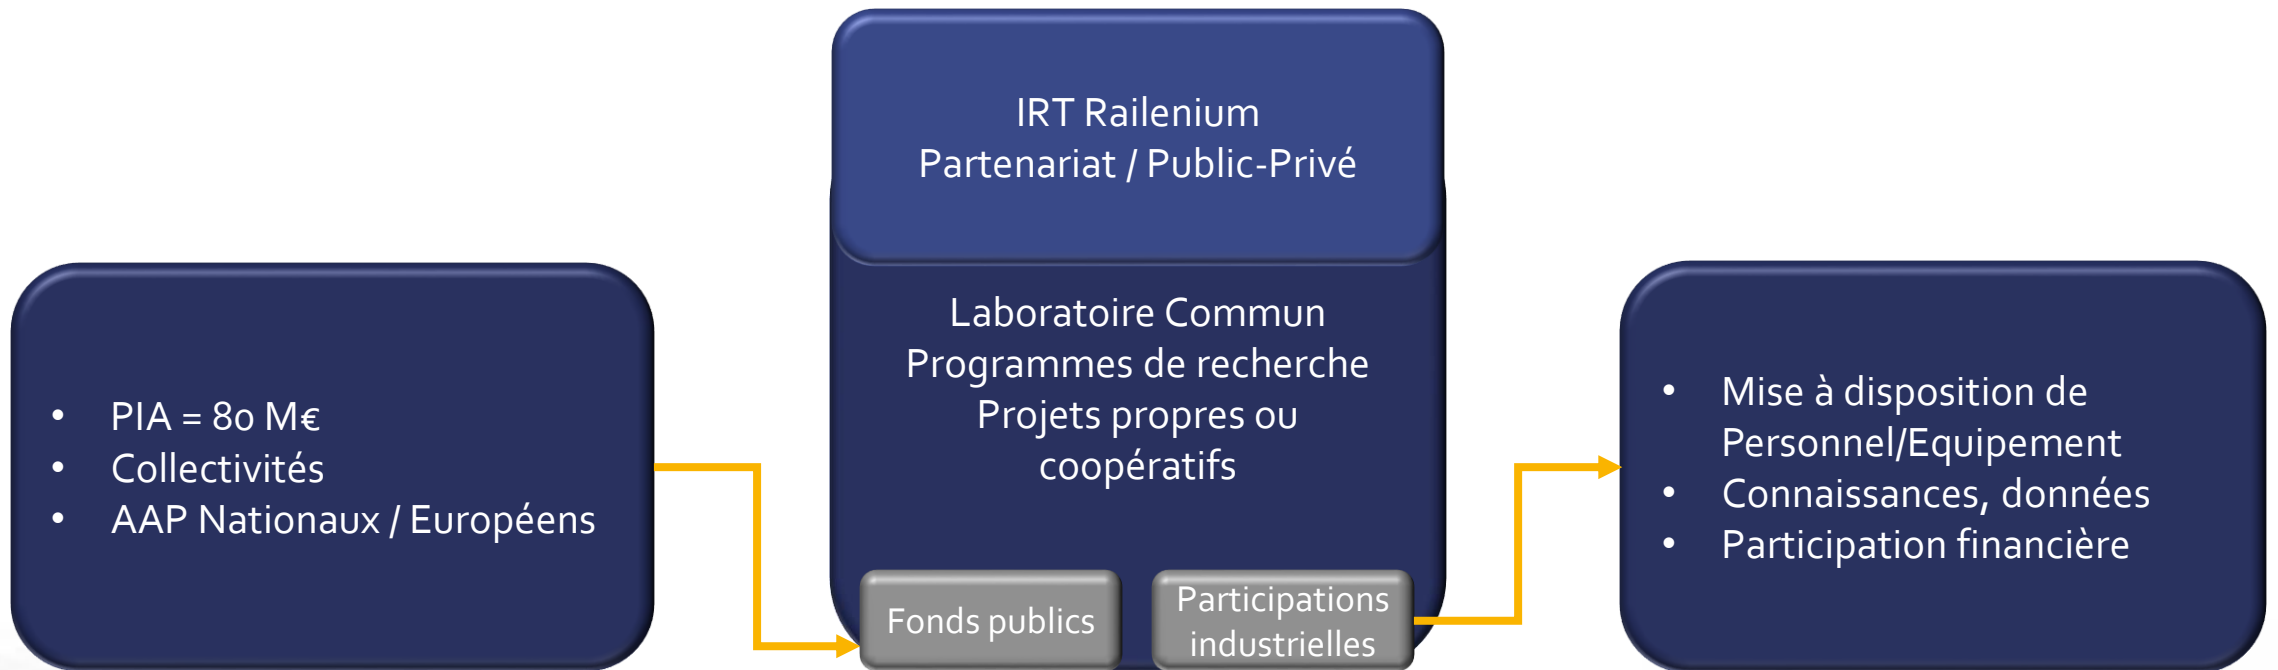 IRT Railenium
Partenariat / Public-Privé
• PIA = 80 M€
• Collectivités
• AAP Nationaux / Européens
Laboratoire Commun
Programmes de recherche
Projets propres ou
coopératifs
Fonds publics
Participations
industrielles
• Mise à disposition de
Personnel/Equipement
• Connaissances, données
• Participation financière